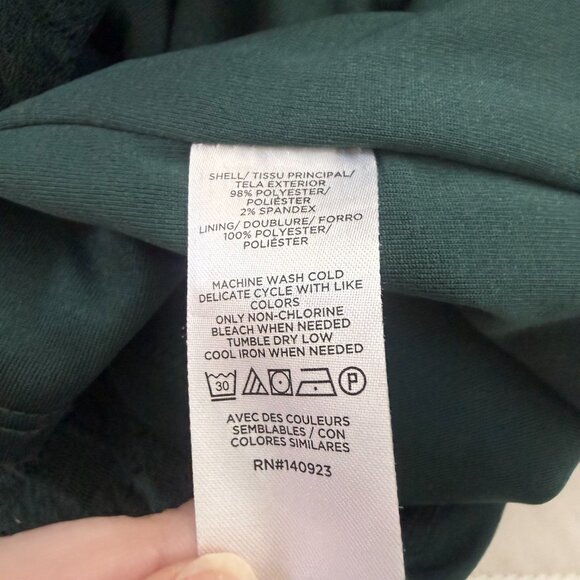 SHELL/ TISSU PRINCIPAL/
TELA EXTERIOR
98% POLYESTER/
POLIÉSTER
2% SPANDEX
LINING/ DOUBLURE/ FORRO
100% POLYESTER/
POLIÉSTER
MACHINE WASH COLD
DELICATE CYCLE WITH LIKE
COLORS
ONLY NON-CHLORINE
BLEACH WHEN NEEDED
TUMBLE DRY LOW
COOL IRON WHEN NEEDED
30 P
AVEC DES COULEURS
SEMBLABLES / CON
COLORES SIMILARES
RN#140923